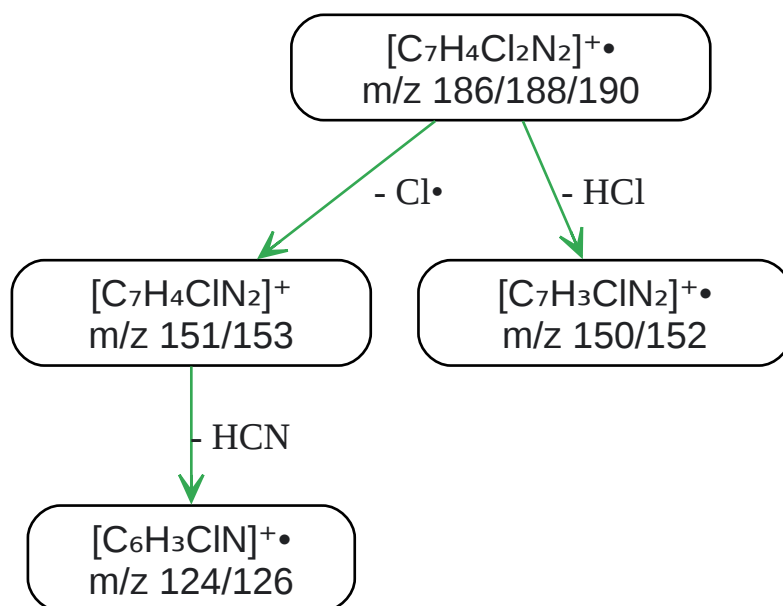 [C₇H₄Cl₂N₂]⁺•
m/z 186/188/190
- Cl•
- HCl
[C₇H₄ClN₂]⁺
m/z 151/153
[C₇H₃ClN₂]⁺•
m/z 150/152
- HCN
[C₆H₃ClN]⁺•
m/z 124/126